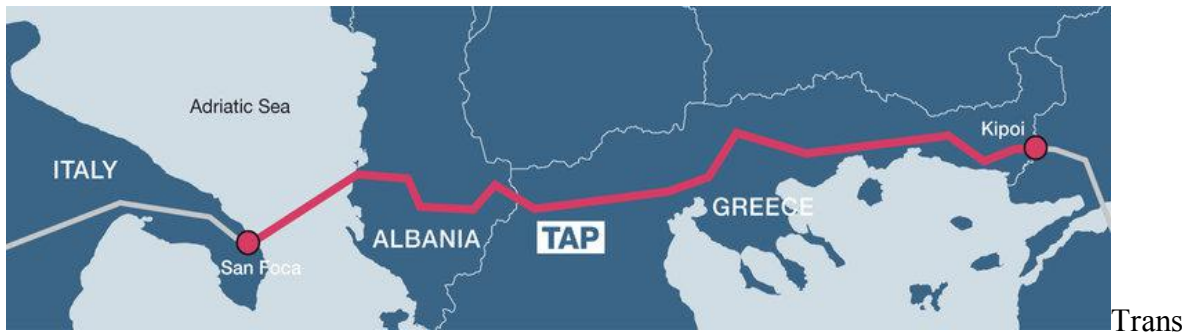 Adriatic Sea
Kipoi
ITALY
GREECE
ALBANIA
TAP
San Foca
Trans